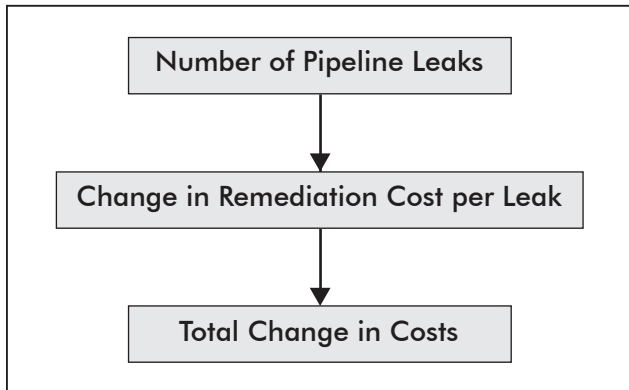 Number of Pipeline Leaks
Change in Remediation Cost per Leak
Total Change in Costs